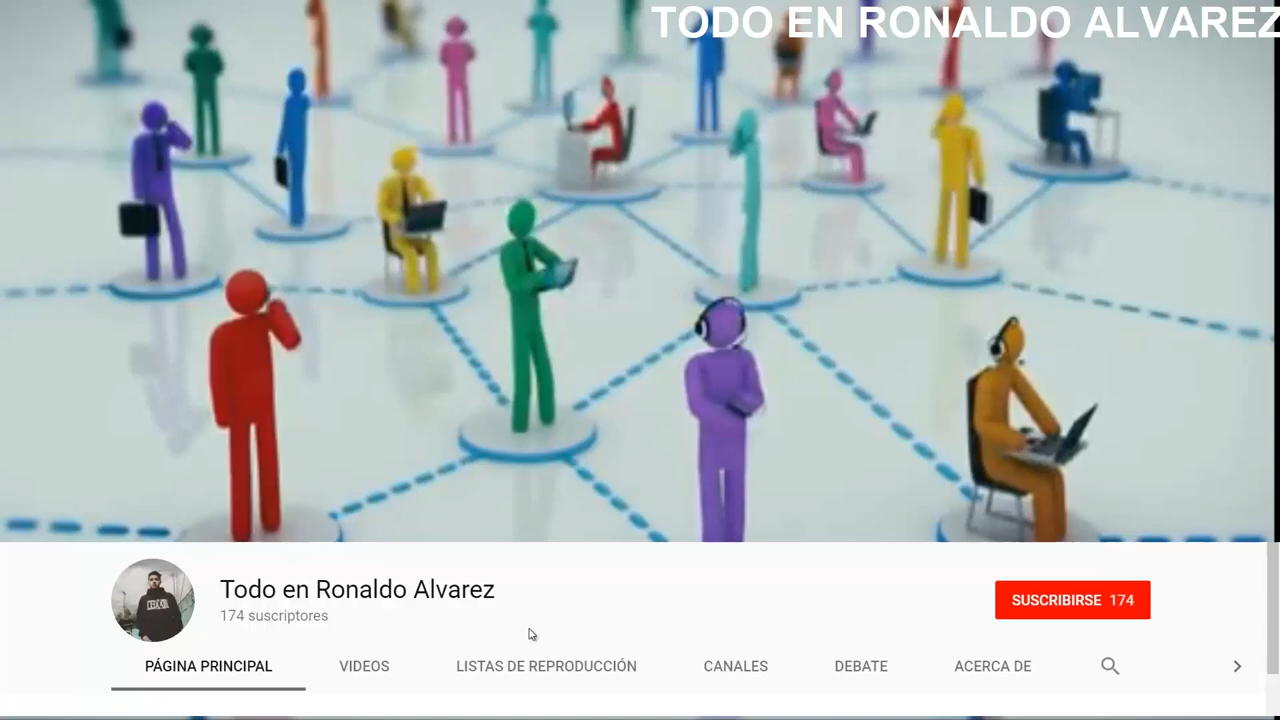 TODO EN RONALDO ALVAREZ
Todo en Ronaldo Alvarez
174 suscriptores
SUSCRIBIRSE 174
PÁGINA PRINCIPAL VIDEOS LISTAS DE REPRODUCCIÓN CANALES DEBATE ACERCA DE